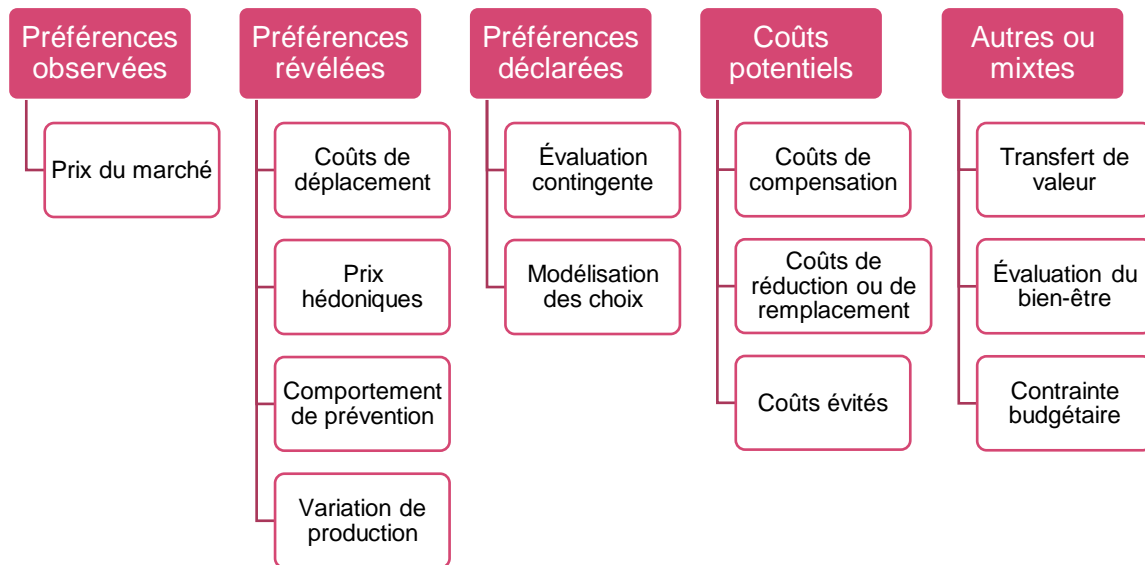 Préférences
observées
Prix du marché
Préférences
révélées
Coûts de
déplacement
Prix
hédoniques
Comportement
de prévention
Variation de
production
Préférences
déclarées
Évaluation
contingente
Modélisation
des choix
Coûts
potentiels
Coûts de
compensation
Coûts de
réduction ou de
remplacement
Coûts évités
Autres ou
mixtes
Transfert de
valeur
Évaluation du
bien-être
Contrainte
budgétaire